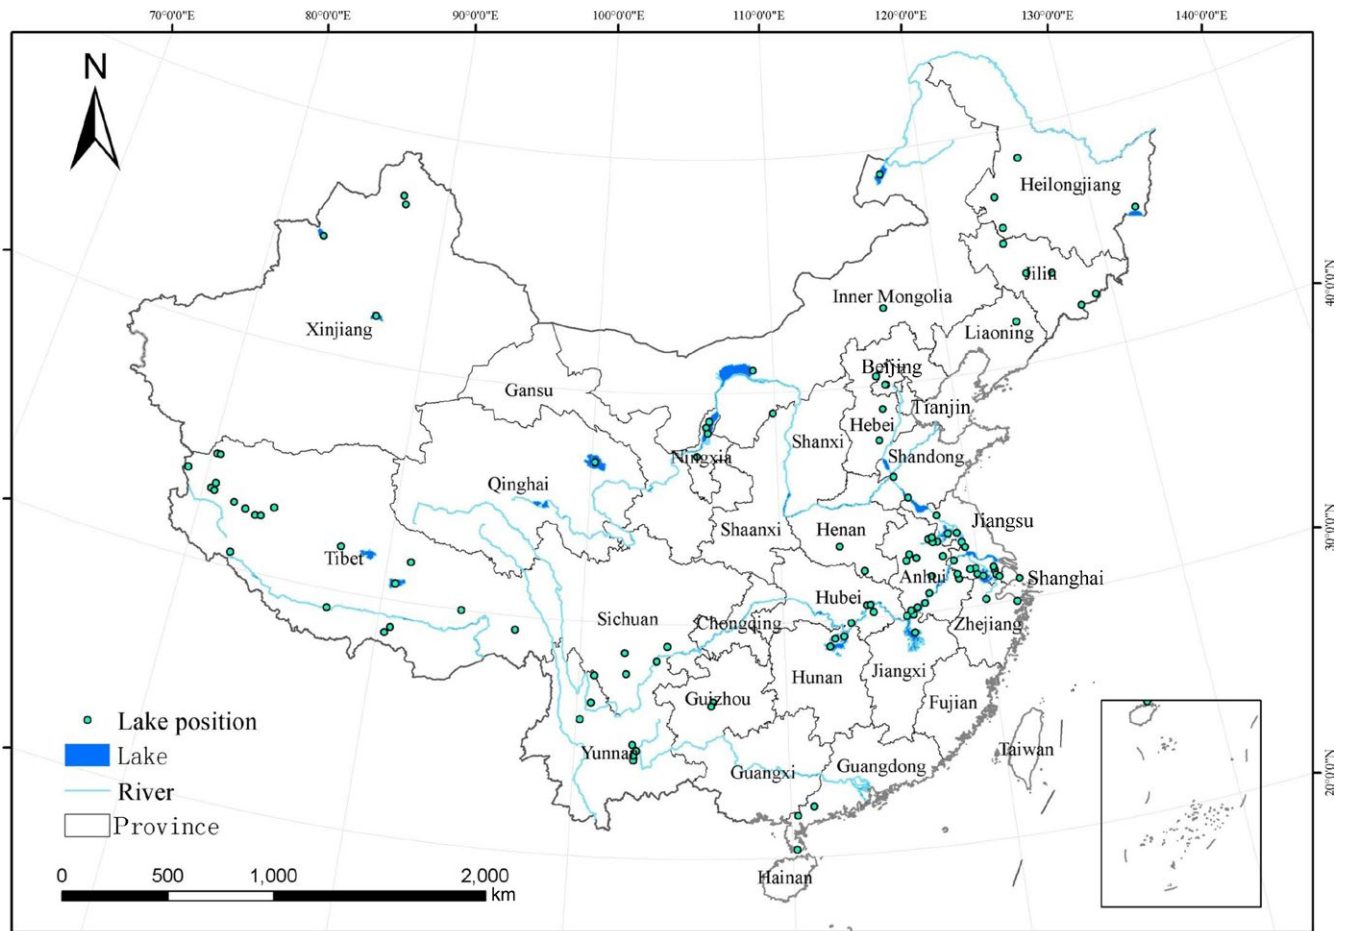 70°0'0"E 80°0'0"E 90°0'0"E 100°0'0"E 110°0'0"E 120°0'0"E 130°0'0"E 140°0'0"E
N
Heilongjiang
Jilin
40°0'0"N
Inner Mongolia
Xinjiang
Liaoning
Beijing
Gansu
Tianjin
Hebei
Shanxi
Ningxia
Shandong
Qinghai
Jiangsu
Shaanxi
Henan
30°0'0"N
Tibet
Anhui
Shanghai
Hubei
Sichuan
Chongqing
Zhejiang
Hunan
Jiangxi
Guizhou
Fujian
Lake position
Yunnan
Taiwan
Lake
Guangxi
Guangdong
20°0'0"N
River
Province
0 500 1,000 2,000
km
Hainan